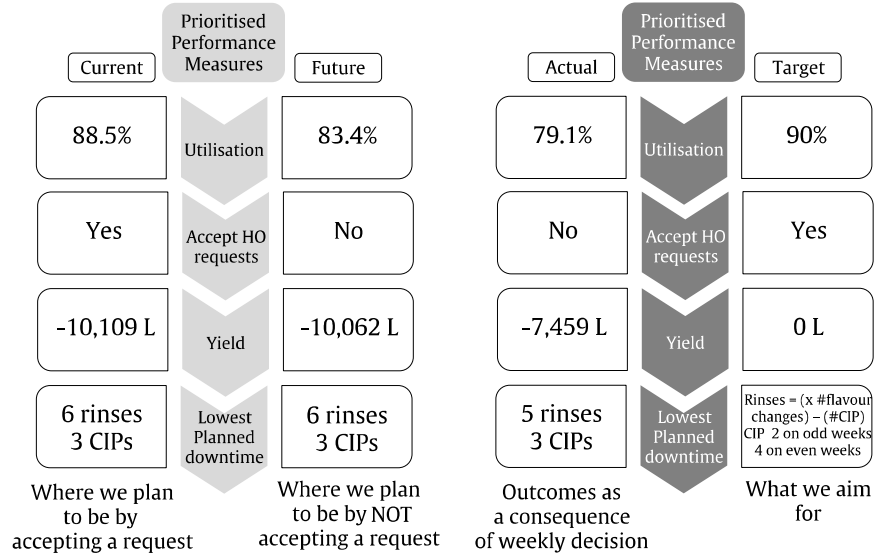 Prioritised
Performance
Measures
Current
Future
88.5%
Utilisation
83.4%
Yes
Accept HO
requests
No
-10,109 L
Yield
-10,062 L
6 rinses
3 CIPs
Lowest
Planned
downtime
6 rinses
3 CIPs
Where we plan
to be by
accepting a request
Where we plan
to be by NOT
accepting a request
Prioritised
Performance
Measures
Actual
Target
79.1%
Utilisation
90%
No
Accept HO
requests
Yes
-7,459 L
Yield
0 L
5 rinses
3 CIPs
Lowest
Planned
downtime
Rinses = (x #flavour
changes) – (#CIP)
CIP 2 on odd weeks
4 on even weeks
Outcomes as
a consequence
of weekly decision
What we aim
for